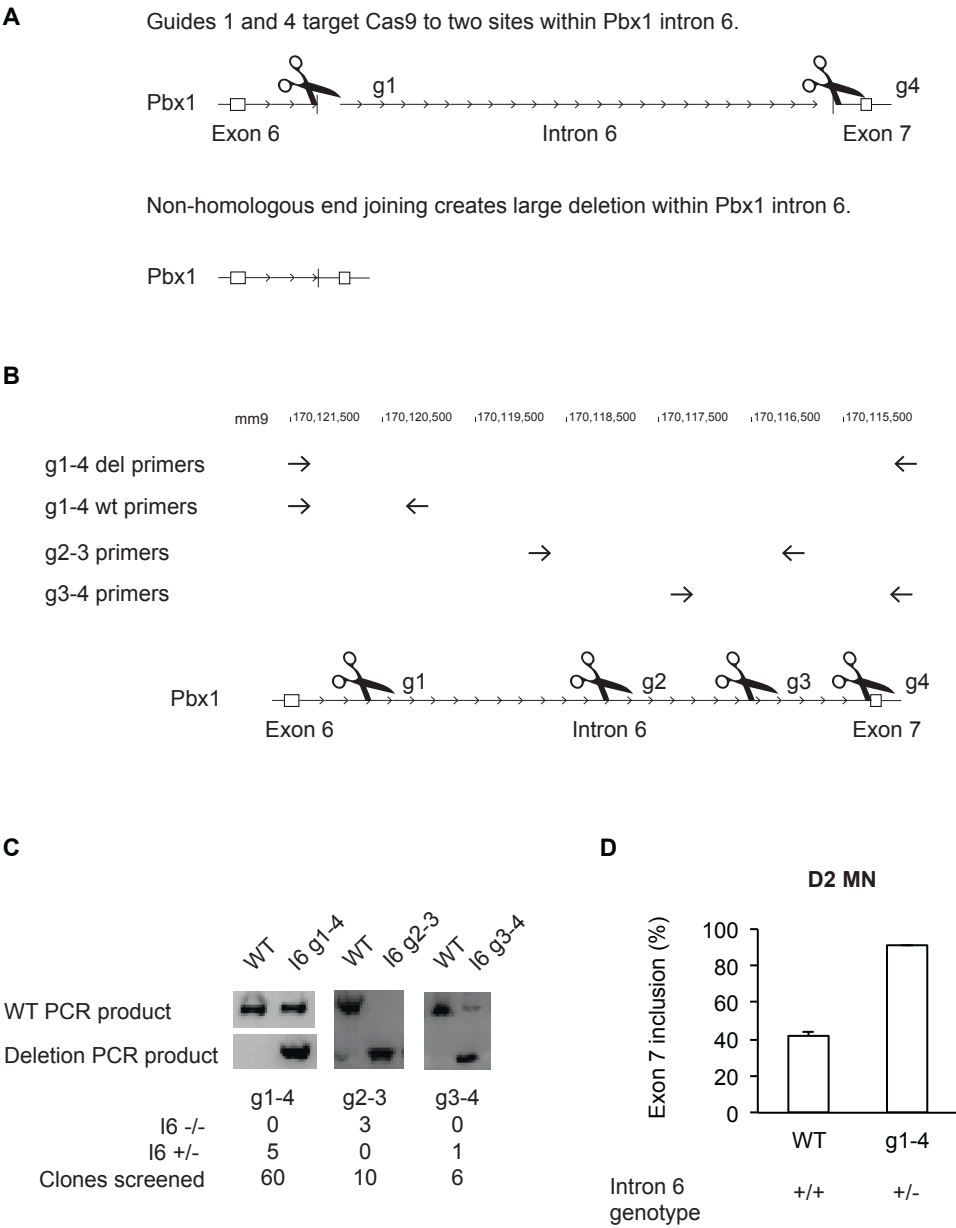 A
Guides 1 and 4 target Cas9 to two sites within Pbx1 intron 6.
g1 g4
Pbx1
Exon 6 Intron 6 Exon 7
Non-homologous end joining creates large deletion within Pbx1 intron 6.
Pbx1
B
mm9 170,121,500 170,120,500 170,119,500 170,118,500 170,117,500 170,116,500 170,115,500
g1-4 del primers
g1-4 wt primers
g2-3 primers
g3-4 primers
g1 g2 g3 g4
Pbx1
Exon 6 Intron 6 Exon 7
C
WT I6 g1-4 WT I6 g2-3 WT I6 g3-4
WT PCR product
Deletion PCR product
g1-4 g2-3 g3-4
I6 -/- 0 3 0
I6 +/- 5 0 1
Clones screened 60 10 6
D
D2 MN
Exon 7 inclusion (%)
100
80
60
40
20
0
WT g1-4
Intron 6 genotype +/+ +/-